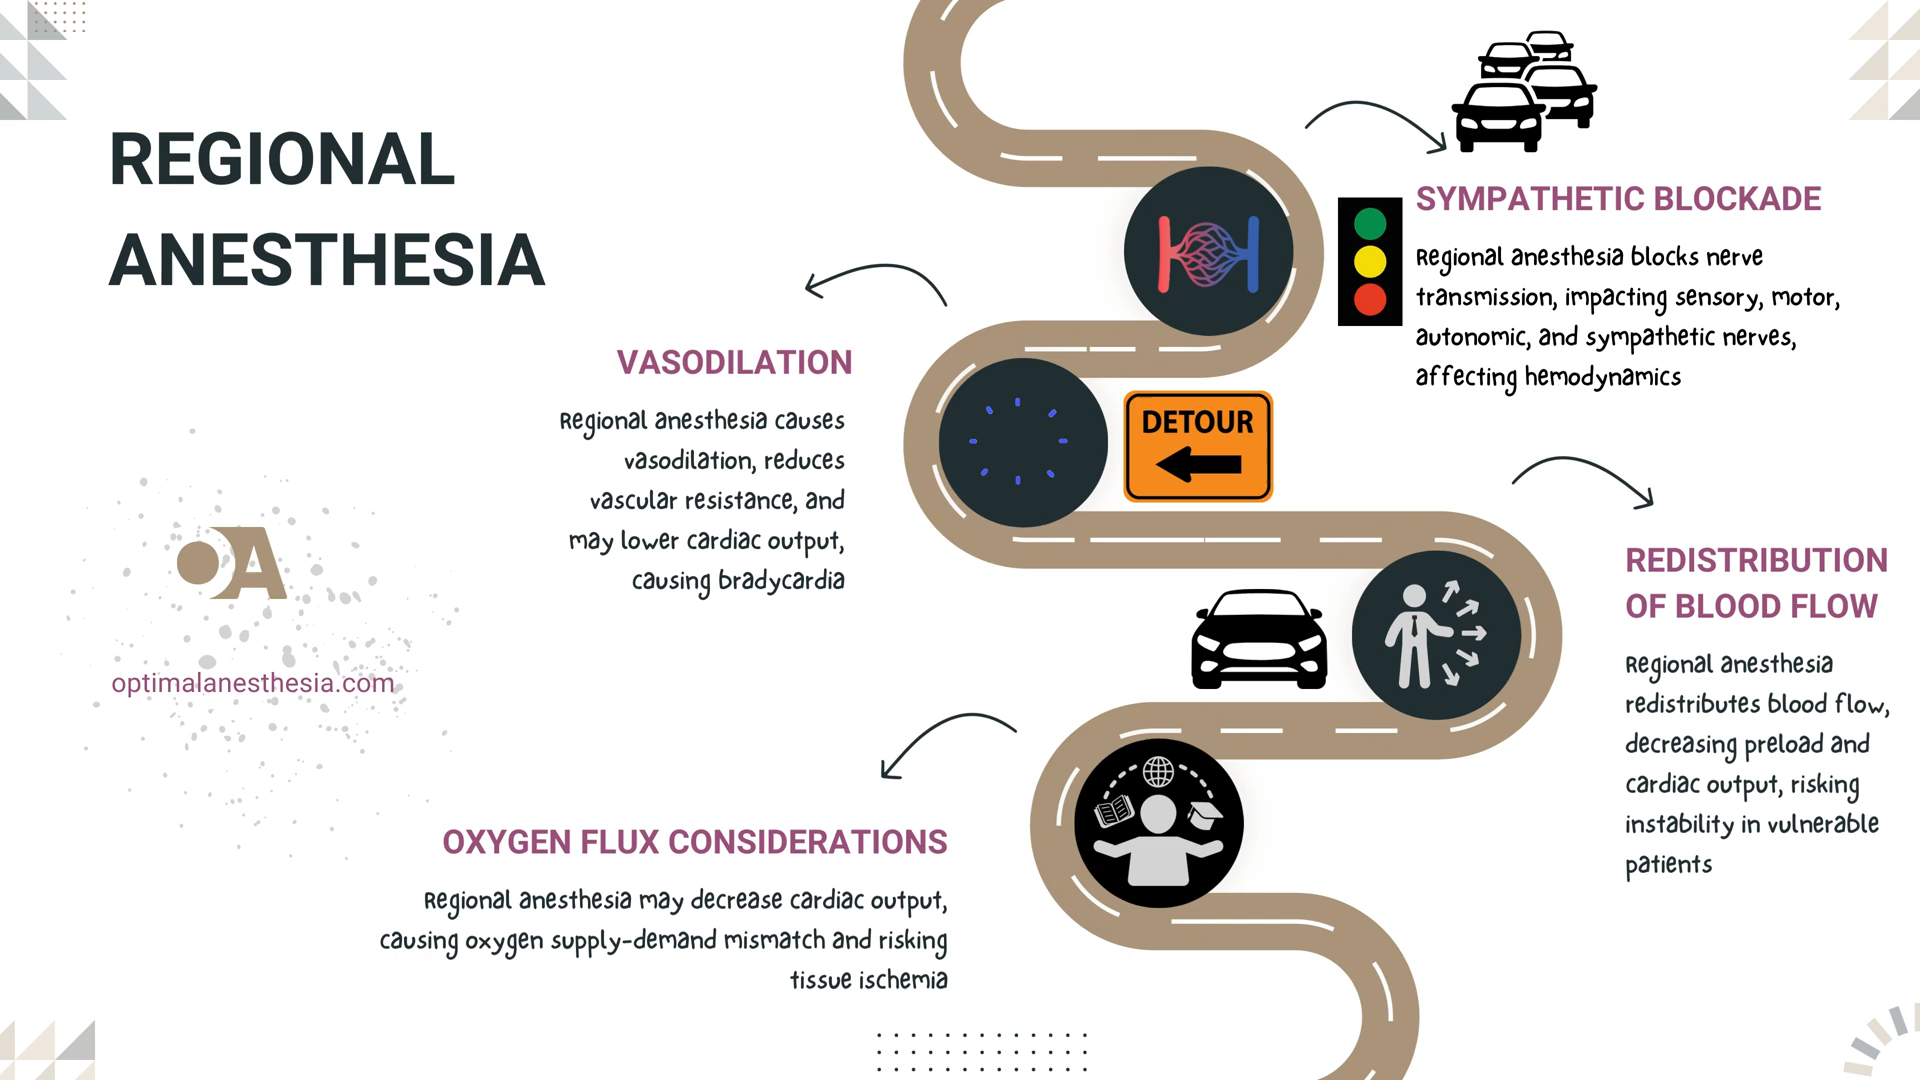 REGIONAL
ANESTHESIA
SYMPATHETIC BLOCKADE
Regional anesthesia blocks nerve
transmission, impacting sensory, motor,
autonomic, and sympathetic nerves,
affecting hemodynamics
VASODILATION
Regional anesthesia causes
vasodilation, reduces
vascular resistance, and
may lower cardiac output,
causing bradycardia
DETOUR
REDISTRIBUTION
OF BLOOD FLOW
Regional anesthesia
redistributes blood flow,
decreasing preload and
cardiac output, risking
instability in vulnerable
patients
OA
optimalanesthesia.com
OXYGEN FLUX CONSIDERATIONS
Regional anesthesia may decrease cardiac output,
causing oxygen supply-demand mismatch and risking
tissue ischemia